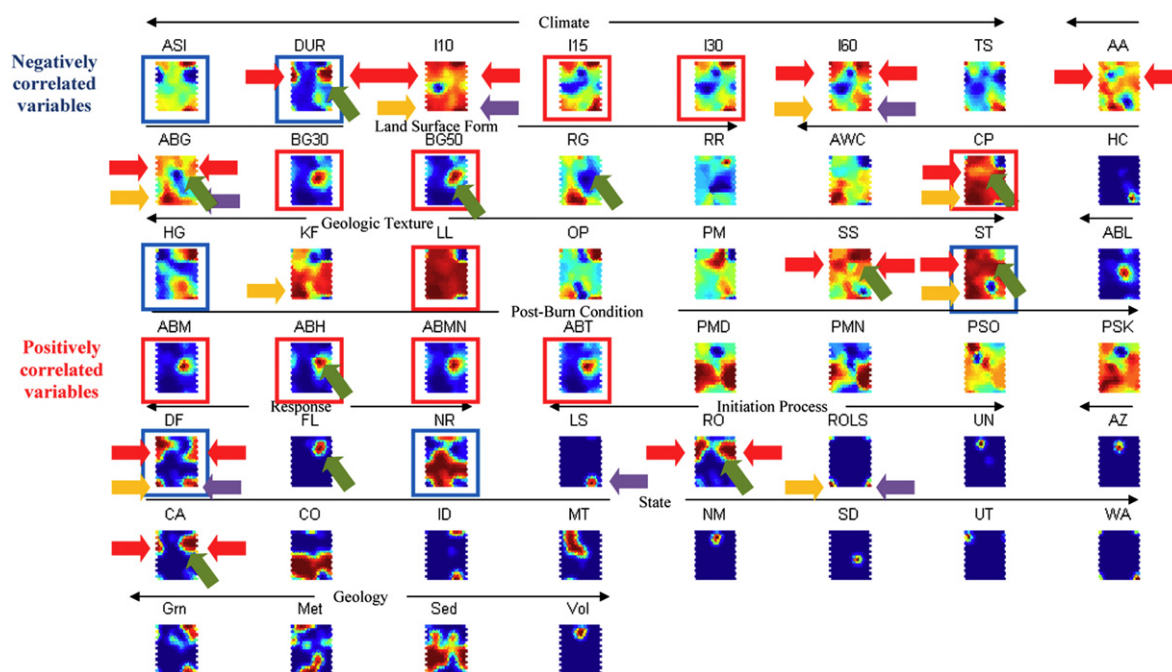 Climate
ASI DUR I10 I15 I30 I60 TS AA
Negatively
correlated
variables
Land Surface Form
ABG BG30 BG50 RG RR AWC CP HC
Geologic Texture
HG KF LL OP PM SS ST ABL
Post-Burn Condition
ABM ABH ABMN ABT PMD PMN PSO PSK
Positively
correlated
variables
Response Initiation Process
DF FL NR LS RO ROLS UN AZ
State
CA CO ID MT NM SD UT WA
Geology
Grn Met Sed Vol